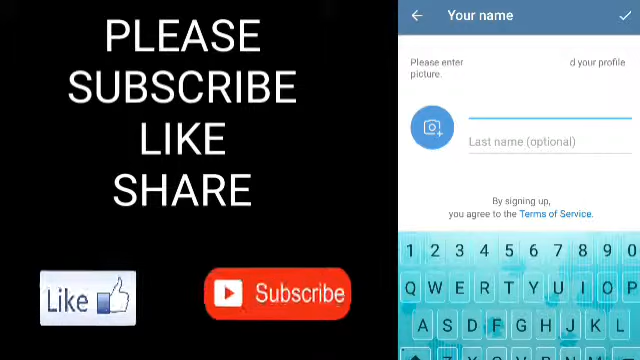 PLEASE
SUBSCRIBE
LIKE
SHARE
Like
Subscribe
Your name
Please enter d your profile
picture.
Last name (optional)
By signing up,
you agree to the Terms of Service.
1 2 3 4 5 6 7 8 9 0
Q W E R T Y U I O P
A S D F G H J K L